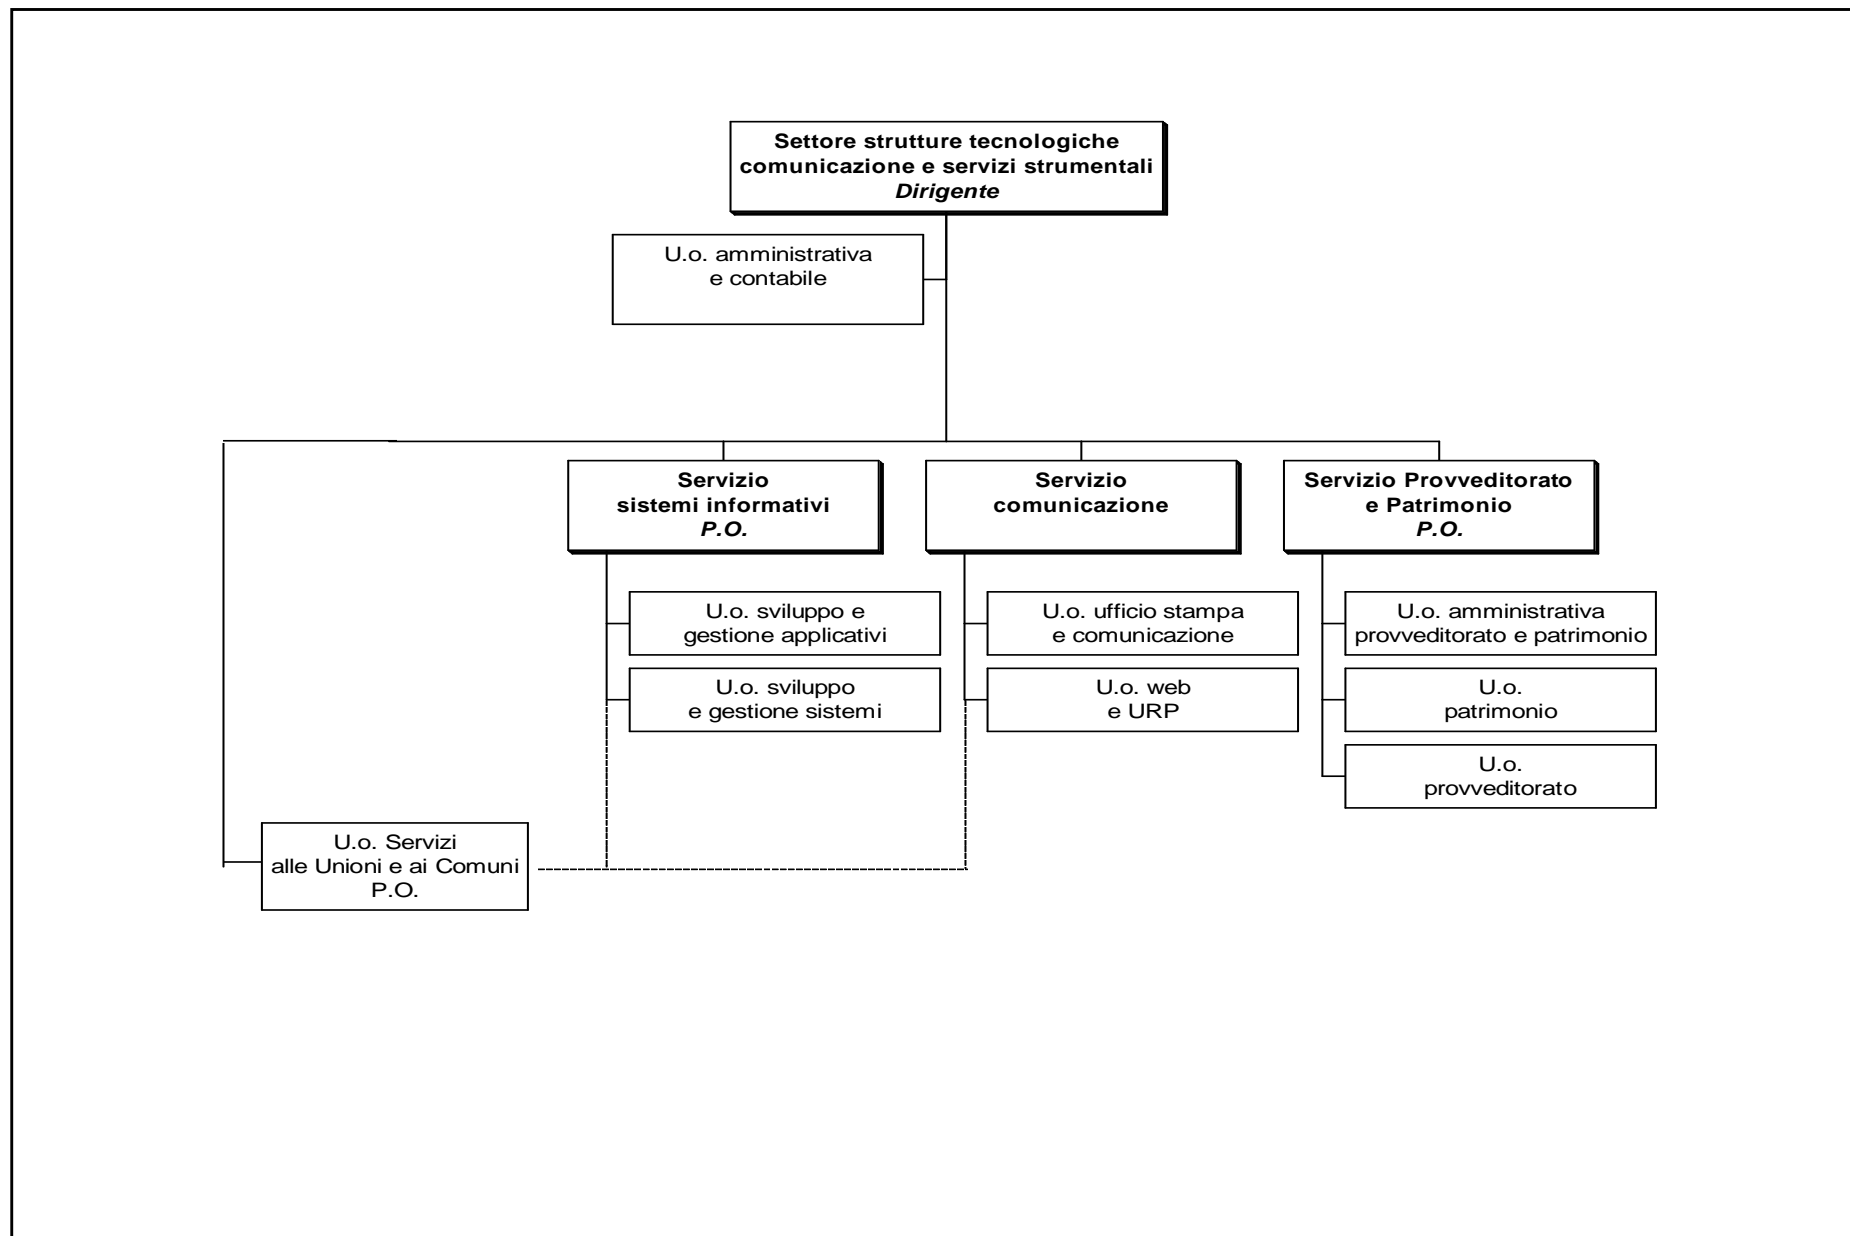 Settore strutture tecnologiche
comunicazione e servizi strumentali
Dirigente
U.o. amministrativa
e contabile
Servizio
sistemi informativi
P.O.
Servizio
comunicazione
Servizio Provveditorato
e Patrimonio
P.O.
U.o. sviluppo e
gestione applicativi
U.o. ufficio stampa
e comunicazione
U.o. amministrativa
provveditorato e patrimonio
U.o. sviluppo
e gestione sistemi
U.o. web
e URP
U.o.
patrimonio
U.o.
provveditorato
U.o. Servizi
alle Unioni e ai Comuni
P.O.